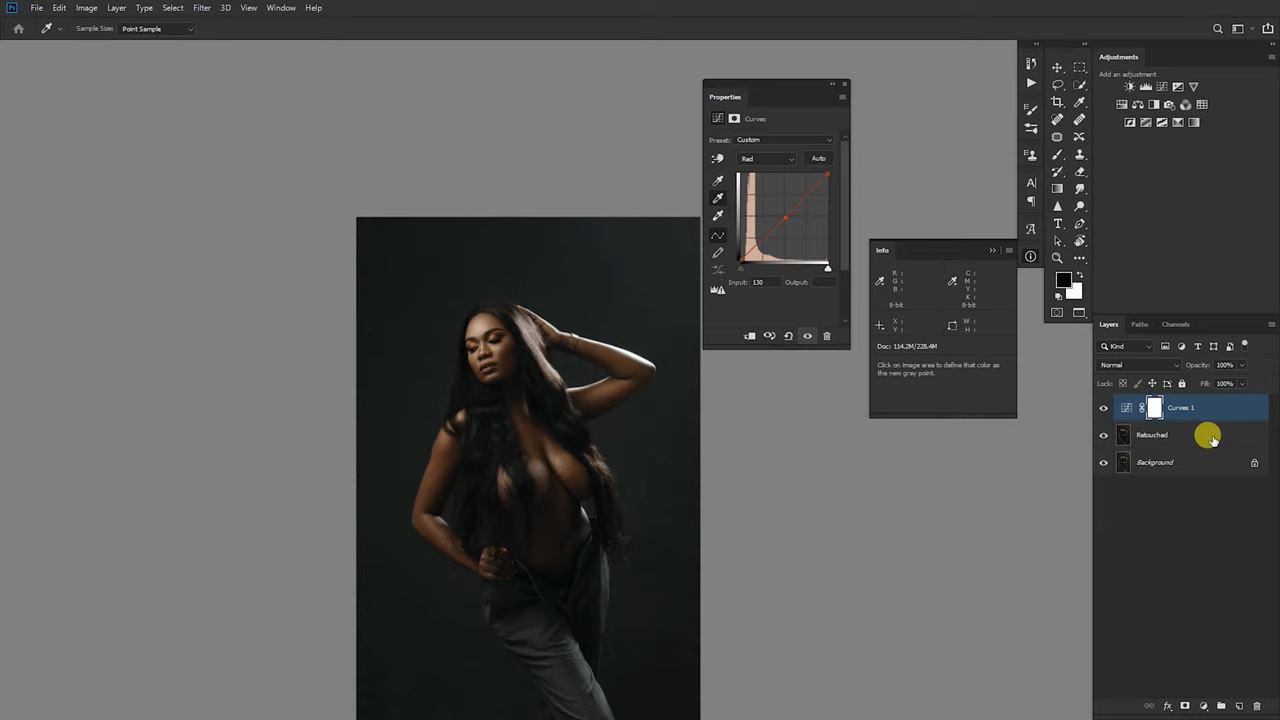 Ps File Edit Image Layer Type Select Filter 3D View Window Help
Sample Size: Point Sample
Adjustments
Add an adjustment
Properties
Curves
Preset: Custom
Red Auto
Input: 130 Output:
Info
R : C :
G : M :
B : Y :
K :
8-bit 8-bit
X : W :
Y : H :
Doc: 114.2M/228.4M
Click on image area to define that color as
the new gray point.
Layers Paths Channels
Kind
Normal Opacity: 100%
Lock: Fill: 100%
Curves 1
Retouched
Background